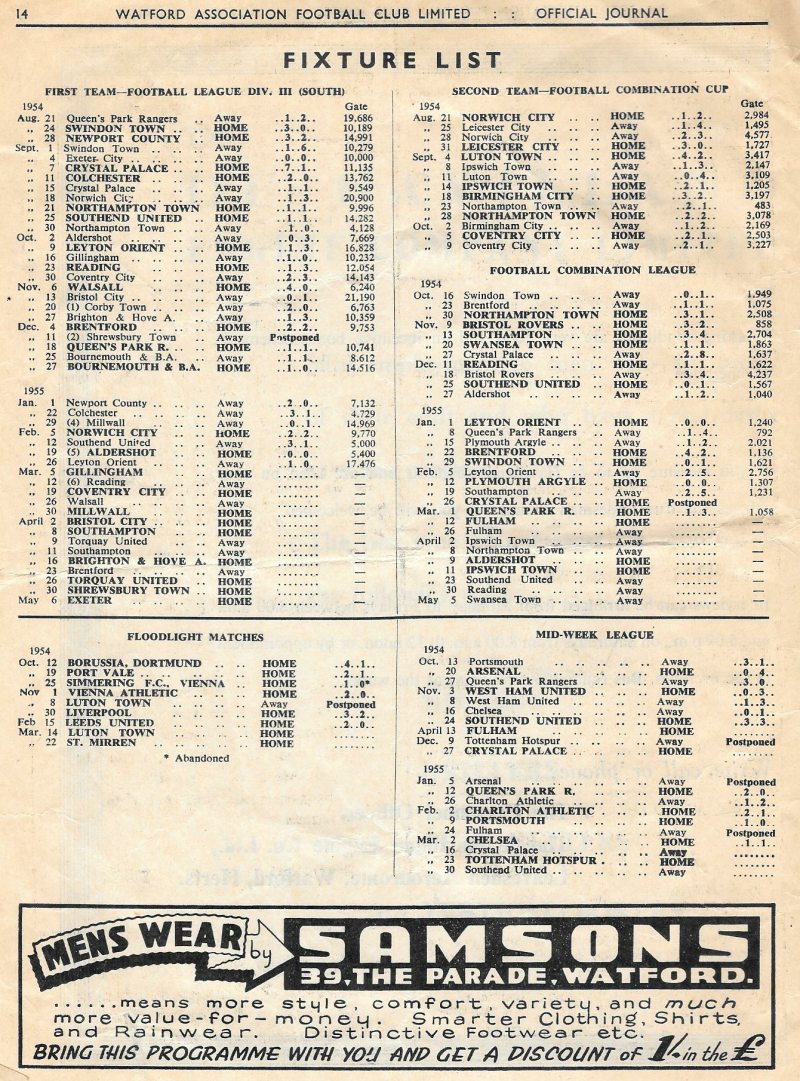 14 WATFORD ASSOCIATION FOOTBALL CLUB LIMITED : : OFFICIAL JOURNAL
FIXTURE LIST
FIRST TEAM—FOOTBALL LEAGUE DIV. III (SOUTH)
1954 Gate
Aug. 21 Queen's Park Rangers .. Away ..1..2.. 19,686
,, 24 SWINDON TOWN .. .. HOME ..3..0.. 10,189
,, 28 NEWPORT COUNTY .. .. HOME ..3..2.. 14,991
Sept. 1 Swindon Town .. .. Away ..1..6.. 10,279
,, 4 Exeter City .. .. Away ..0..0.. 10,000
,, 7 CRYSTAL PALACE .. .. HOME ..7..1.. 11,135
,, 11 COLCHESTER .. .. HOME ..2..0.. 13,762
,, 15 Crystal Palace .. .. Away ..1..1.. 9,549
,, 18 Norwich City .. .. Away ..1..3.. 20,900
,, 21 NORTHAMPTON TOWN HOME ..1..1.. 9,996
,, 25 SOUTHEND UNITED .. HOME ..1..1.. 14,282
,, 30 Northampton Town .. .. Away ..1..0.. 4,128
Oct. 2 Aldershot .. .. .. Away ..0..3.. 7,669
,, 9 LEYTON ORIENT .. .. HOME ..1..3.. 16,828
,, 16 Gillingham .. .. .. Away ..1..0.. 10,232
,, 23 READING .. .. .. HOME ..1..3.. 12,054
,, 30 Coventry City .. .. Away ..2..3.. 14,143
Nov. 6 WALSALL .. .. .. HOME ..4..0.. 6,240
,, 13 Bristol City .. .. .. Away ..0..1.. 21,190
,, 20 (1) Corby Town .. .. Away ..2..0.. 6,763
,, 27 Brighton & Hove A. .. Away ..1..3.. 10,359
Dec. 4 BRENTFORD .. .. HOME ..2..2.. 9,753
,, 11 (2) Shrewsbury Town Away Postponed
,, 18 QUEEN'S PARK R. .. HOME ..1..1.. 10,741
,, 25 Bournemouth & B.A. .. Away ..1..1.. 8,612
,, 27 BOURNEMOUTH & B.A. HOME ..1..0.. 14,516
1955
Jan. 1 Newport County .. .. Away ..2..0.. 7,132
,, 22 Colchester .. .. .. Away ..3..1.. 4,729
,, 29 (4) Millwall .. .. Away ..0..1.. 14,969
Feb. 5 NORWICH CITY .. .. HOME ..2..2.. 9,770
,, 12 Southend United .. .. Away ..3..1.. 5,000
,, 19 (5) ALDERSHOT .. .. HOME ..0..0.. 5,400
,, 26 Leyton Orient .. .. Away ..1..0.. 17,476
Mar. 5 GILLINGHAM .. .. HOME ........ —
,, 12 (6) Reading .. .. Away ........ —
,, 19 COVENTRY CITY .. .. HOME ........ —
,, 26 Walsall .. .. .. Away ........ —
,, 30 MILLWALL .. .. HOME ........ —
April 2 BRISTOL CITY .. .. HOME ........ —
,, 8 SOUTHAMPTON .. .. HOME ........ —
,, 9 Torquay United .. .. Away ........ —
,, 11 Southampton .. .. Away ........ —
,, 16 BRIGHTON & HOVE A. HOME ........ —
,, 23 Brentford .. .. .. Away ........ —
,, 26 TORQUAY UNITED .. HOME ........ —
,, 30 SHREWSBURY TOWN .. HOME ........ —
May 6 EXETER .. .. .. HOME ........ —
SECOND TEAM—FOOTBALL COMBINATION CUP
1954 Gate
Aug. 21 NORWICH CITY .. .. HOME ..1..2.. 2,984
,, 25 Leicester City .. .. Away ..1..4.. 1,495
,, 28 Norwich City .. .. Away ..2..3.. 4,577
,, 31 LEICESTER CITY .. .. HOME ..3..0.. 1,727
Sept. 4 LUTON TOWN .. .. HOME ..4..2.. 3,417
,, 8 Ipswich Town .. .. Away ..1..3.. 2,147
,, 11 Luton Town .. .. Away ..0..4.. 3,109
,, 14 IPSWICH TOWN .. .. HOME ..2..1.. 1,205
,, 18 BIRMINGHAM CITY .. HOME ..3..2.. 3,197
,, 23 Northampton Town .. Away ..2..1.. 483
,, 28 NORTHAMPTON TOWN .. HOME ..2..2.. 3,078
Oct. 2 Birmingham City .. .. Away ..1..2.. 2,169
,, 5 COVENTRY CITY .. .. HOME ..2..1.. 2,503
,, 9 Coventry City .. .. Away ..2..1.. 3,227
FOOTBALL COMBINATION LEAGUE
1954
Oct. 16 Swindon Town .. .. Away ..0..1.. 1,949
,, 23 Brentford .. .. .. Away ..1..1.. 1,075
,, 30 NORTHAMPTON TOWN HOME ..3..1.. 2,508
Nov. 9 BRISTOL ROVERS .. .. HOME ..3..2.. 858
,, 13 SOUTHAMPTON .. .. HOME ..3..4.. 2,704
,, 20 SWANSEA TOWN .. .. HOME ..1..1.. 1,863
,, 27 Crystal Palace .. .. Away ..2..8.. 1,637
Dec. 11 READING .. .. .. HOME ..1..1.. 1,622
,, 18 Bristol Rovers .. .. Away ..3..4.. 4,237
,, 25 SOUTHEND UNITED .. HOME ..0..1.. 1,567
,, 27 Aldershot .. .. .. Away ..1..2.. 1,040
1955
Jan. 1 LEYTON ORIENT .. .. HOME ..0..0.. 1,240
,, 8 Queen's Park Rangers .. Away ..1..4.. 792
,, 15 Plymouth Argyle .. .. Away ..1..2.. 2,021
,, 22 BRENTFORD .. .. HOME ..4..2.. 1,136
,, 29 SWINDON TOWN .. .. HOME ..0..1.. 1,621
Feb. 5 Leyton Orient .. .. Away ..2..5.. 2,756
,, 12 PLYMOUTH ARGYLE .. HOME ..0..0.. 1,307
,, 19 Southampton .. .. Away ..2..5.. 1,231
,, 26 CRYSTAL PALACE .. .. HOME Postponed
Mar. 1 QUEEN'S PARK R. .. HOME ..1..3.. 1,058
,, 12 FULHAM .. .. .. HOME ........ —
,, 26 Fulham .. .. .. Away ........ —
April 2 Ipswich Town .. .. Away ........ —
,, 8 Northampton Town .. Away ........ —
,, 9 ALDERSHOT .. .. HOME ........ —
,, 11 IPSWICH TOWN .. .. HOME ........ —
,, 23 Southend United .. .. Away ........ —
,, 30 Reading .. .. .. Away ........ —
May 5 Swansea Town .. .. Away ........ —
FLOODLIGHT MATCHES
1954
Oct. 12 BORUSSIA, DORTMUND .. .. HOME ..4..1..
,, 19 PORT VALE .. .. .. HOME ..2..1..
,, 25 SIMMERING F.C., VIENNA .. HOME ..1..0*
Nov 1 VIENNA ATHLETIC .. .. HOME ..2..0..
,, 8 LUTON TOWN .. .. Away Postponed
,, 30 LIVERPOOL .. .. .. HOME ..3..2..
Feb 15 LEEDS UNITED .. .. HOME ..2..0..
Mar. 14 LUTON TOWN .. .. HOME ........
,, 22 ST. MIRREN .. .. .. HOME ........
* Abandoned
MID-WEEK LEAGUE
1954
Oct. 13 Portsmouth .. .. .. Away ..3..1..
,, 20 ARSENAL .. .. .. HOME ..0..4..
,, 27 Queen's Park Rangers .. Away ..3..0..
Nov. 3 WEST HAM UNITED .. HOME ..0..3..
,, 8 West Ham United .. .. Away ..1..3..
,, 16 Chelsea .. .. .. Away ..0..1..
,, 24 SOUTHEND UNITED .. .. HOME ..3..3..
April 13 FULHAM .. .. .. HOME ........
Dec. 9 Tottenham Hotspur .. .. Away Postponed
,, 27 CRYSTAL PALACE .. .. HOME ........
1955
Jan. 5 Arsenal .. .. .. Away Postponed
,, 12 QUEEN'S PARK R. .. .. HOME ..2..0..
,, 26 Charlton Athletic .. .. Away ..1..2..
Feb. 2 CHARLTON ATHLETIC .. .. HOME ..2..1..
,, 9 PORTSMOUTH .. .. HOME ..1..0..
,, 24 Fulham .. .. .. Away Postponed
Mar. 2 CHELSEA .. .. .. HOME ..1..1..
,, 16 Crystal Palace .. .. Away ........
,, 23 TOTTENHAM HOTSPUR . .. HOME ........
,, 30 Southend United .. .. Away ........
MENS WEAR by SAMSONS
39, THE PARADE, WATFORD.
......means more style, comfort, variety, and much
more value-for-money. Smarter Clothing, Shirts,
and Rainwear. Distinctive Footwear etc.
BRING THIS PROGRAMME WITH YOU AND GET A DISCOUNT of 1/- in the £